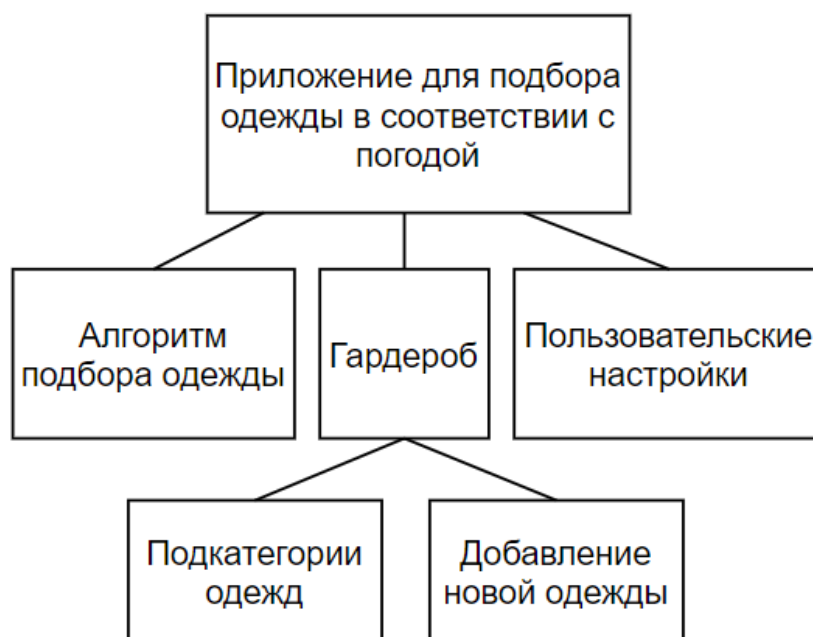 Приложение для подбора
одежды в соответствии с
погодой
Алгоритм
подбора одежды
Гардероб
Пользовательские
настройки
Подкатегории
одежд
Добавление
новой одежды